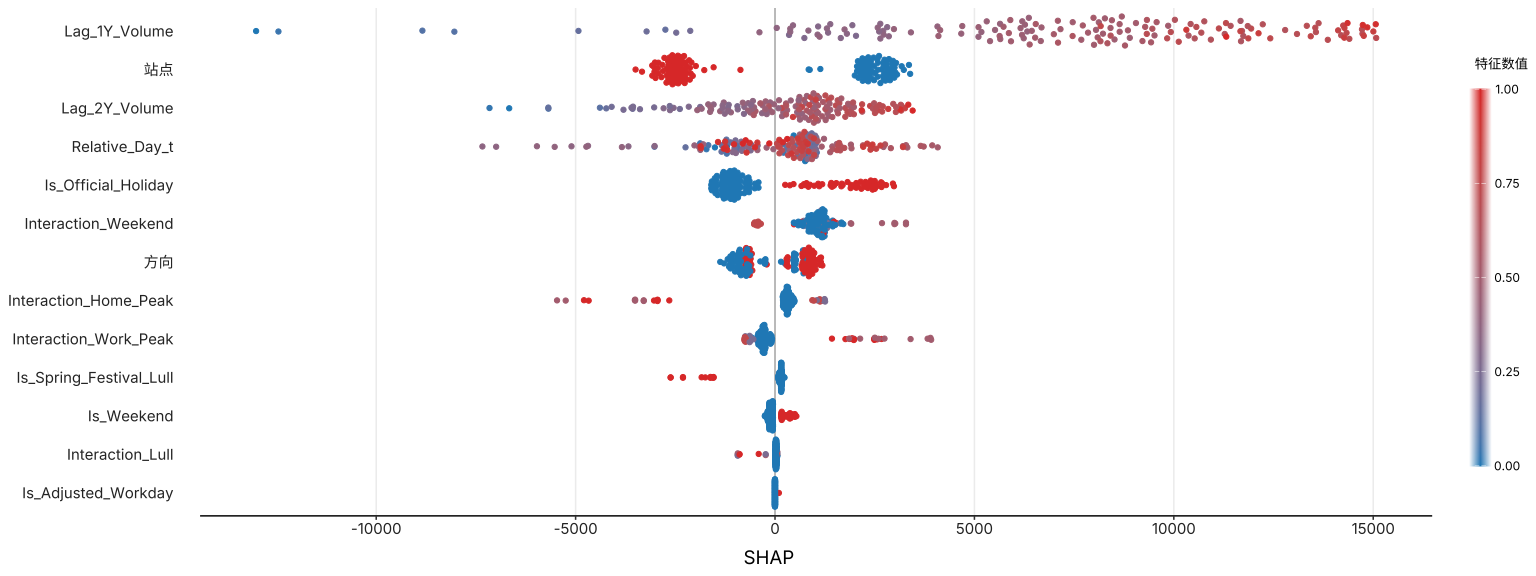 Lag_1Y_Volume
站点
Lag_2Y_Volume
Relative_Day_t
Is_Official_Holiday
Interaction_Weekend
方向
Interaction_Home_Peak
Interaction_Work_Peak
Is_Spring_Festival_Lull
Is_Weekend
Interaction_Lull
Is_Adjusted_Workday
-10000 -5000 0 5000 10000 15000
SHAP
特征数值
1.00
0.75
0.50
0.25
0.00